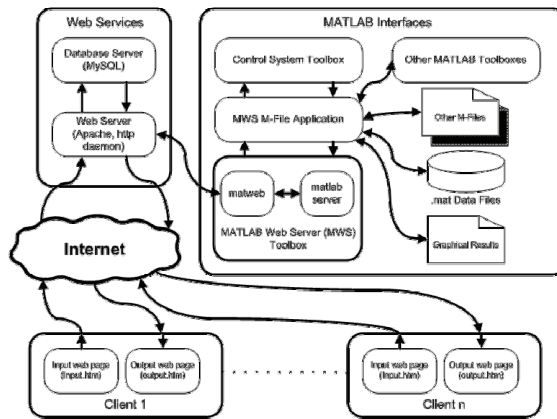 Web Services
Database Server
(MySQL)
Web Server
(Apache, http
daemon)
MATLAB Interfaces
Control System Toolbox
Other MATLAB Toolboxes
MWS M-File Application
Other M-Files
matweb
matlab
server
MATLAB Web Server (MWS)
Toolbox
.mat Data Files
Graphical Results
Internet
Input web page
(input.htm)
Output web page
(output.htm)
Client 1
Input web page
(input.htm)
Output web page
(output.htm)
Client n